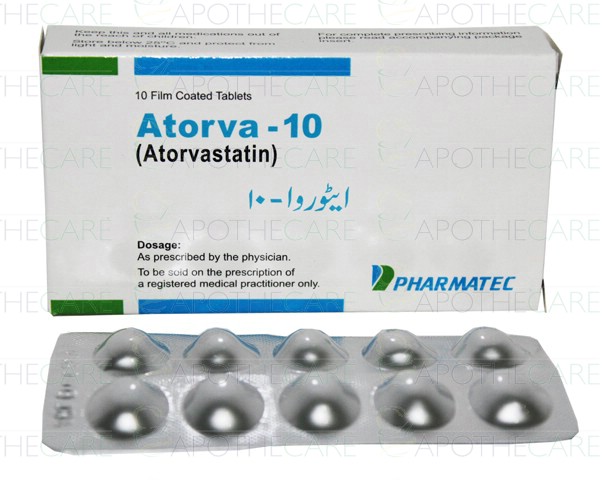 Keep this and all medications out of
the reach of children.
Store below 25°C and protect from
light and moisture.
For complete prescribing information
please read accompanying package
insert.
10 Film Coated Tablets
Atorva - 10
(Atorvastatin)
ایٹوروا - ۱۰
Dosage:
As prescribed by the physician.
To be sold on the prescription of
a registered medical practitioner only.
PHARMATEC
APOTHECARE